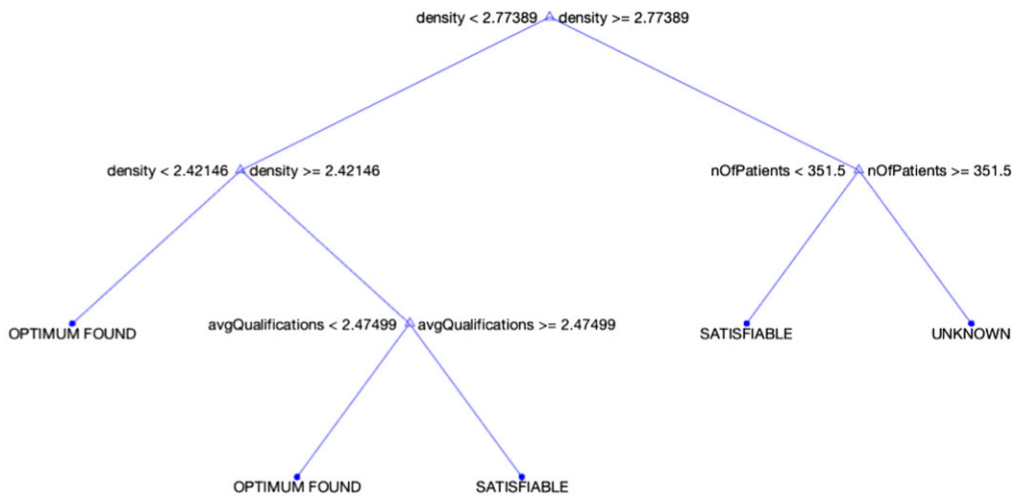 density < 2.77389 density >= 2.77389
density < 2.42146 density >= 2.42146
nOfPatients < 351.5 nOfPatients >= 351.5
OPTIMUM FOUND
avgQualifications < 2.47499 avgQualifications >= 2.47499
SATISFIABLE
UNKNOWN
OPTIMUM FOUND
SATISFIABLE